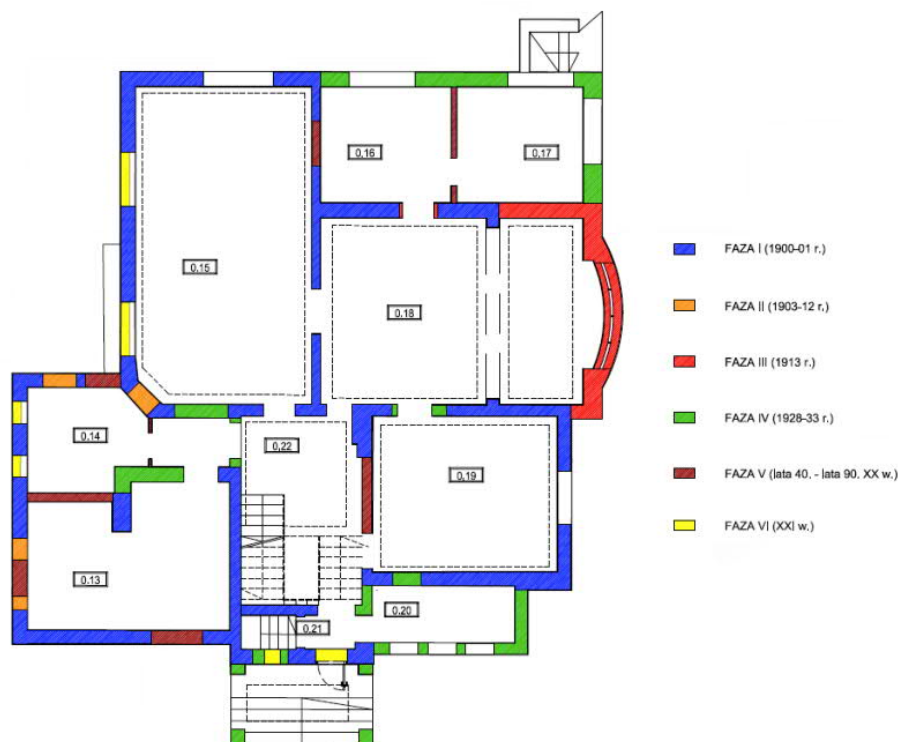 0.16
0.17
0.15
0.18
0.14
0.22
0.19
0.13
0.20
0.21
FAZA I (1900-01 r.)
FAZA II (1903-12 r.)
FAZA III (1913 r.)
FAZA IV (1928-33 r.)
FAZA V (lata 40. - lata 90. XX w.)
FAZA VI (XXI w.)